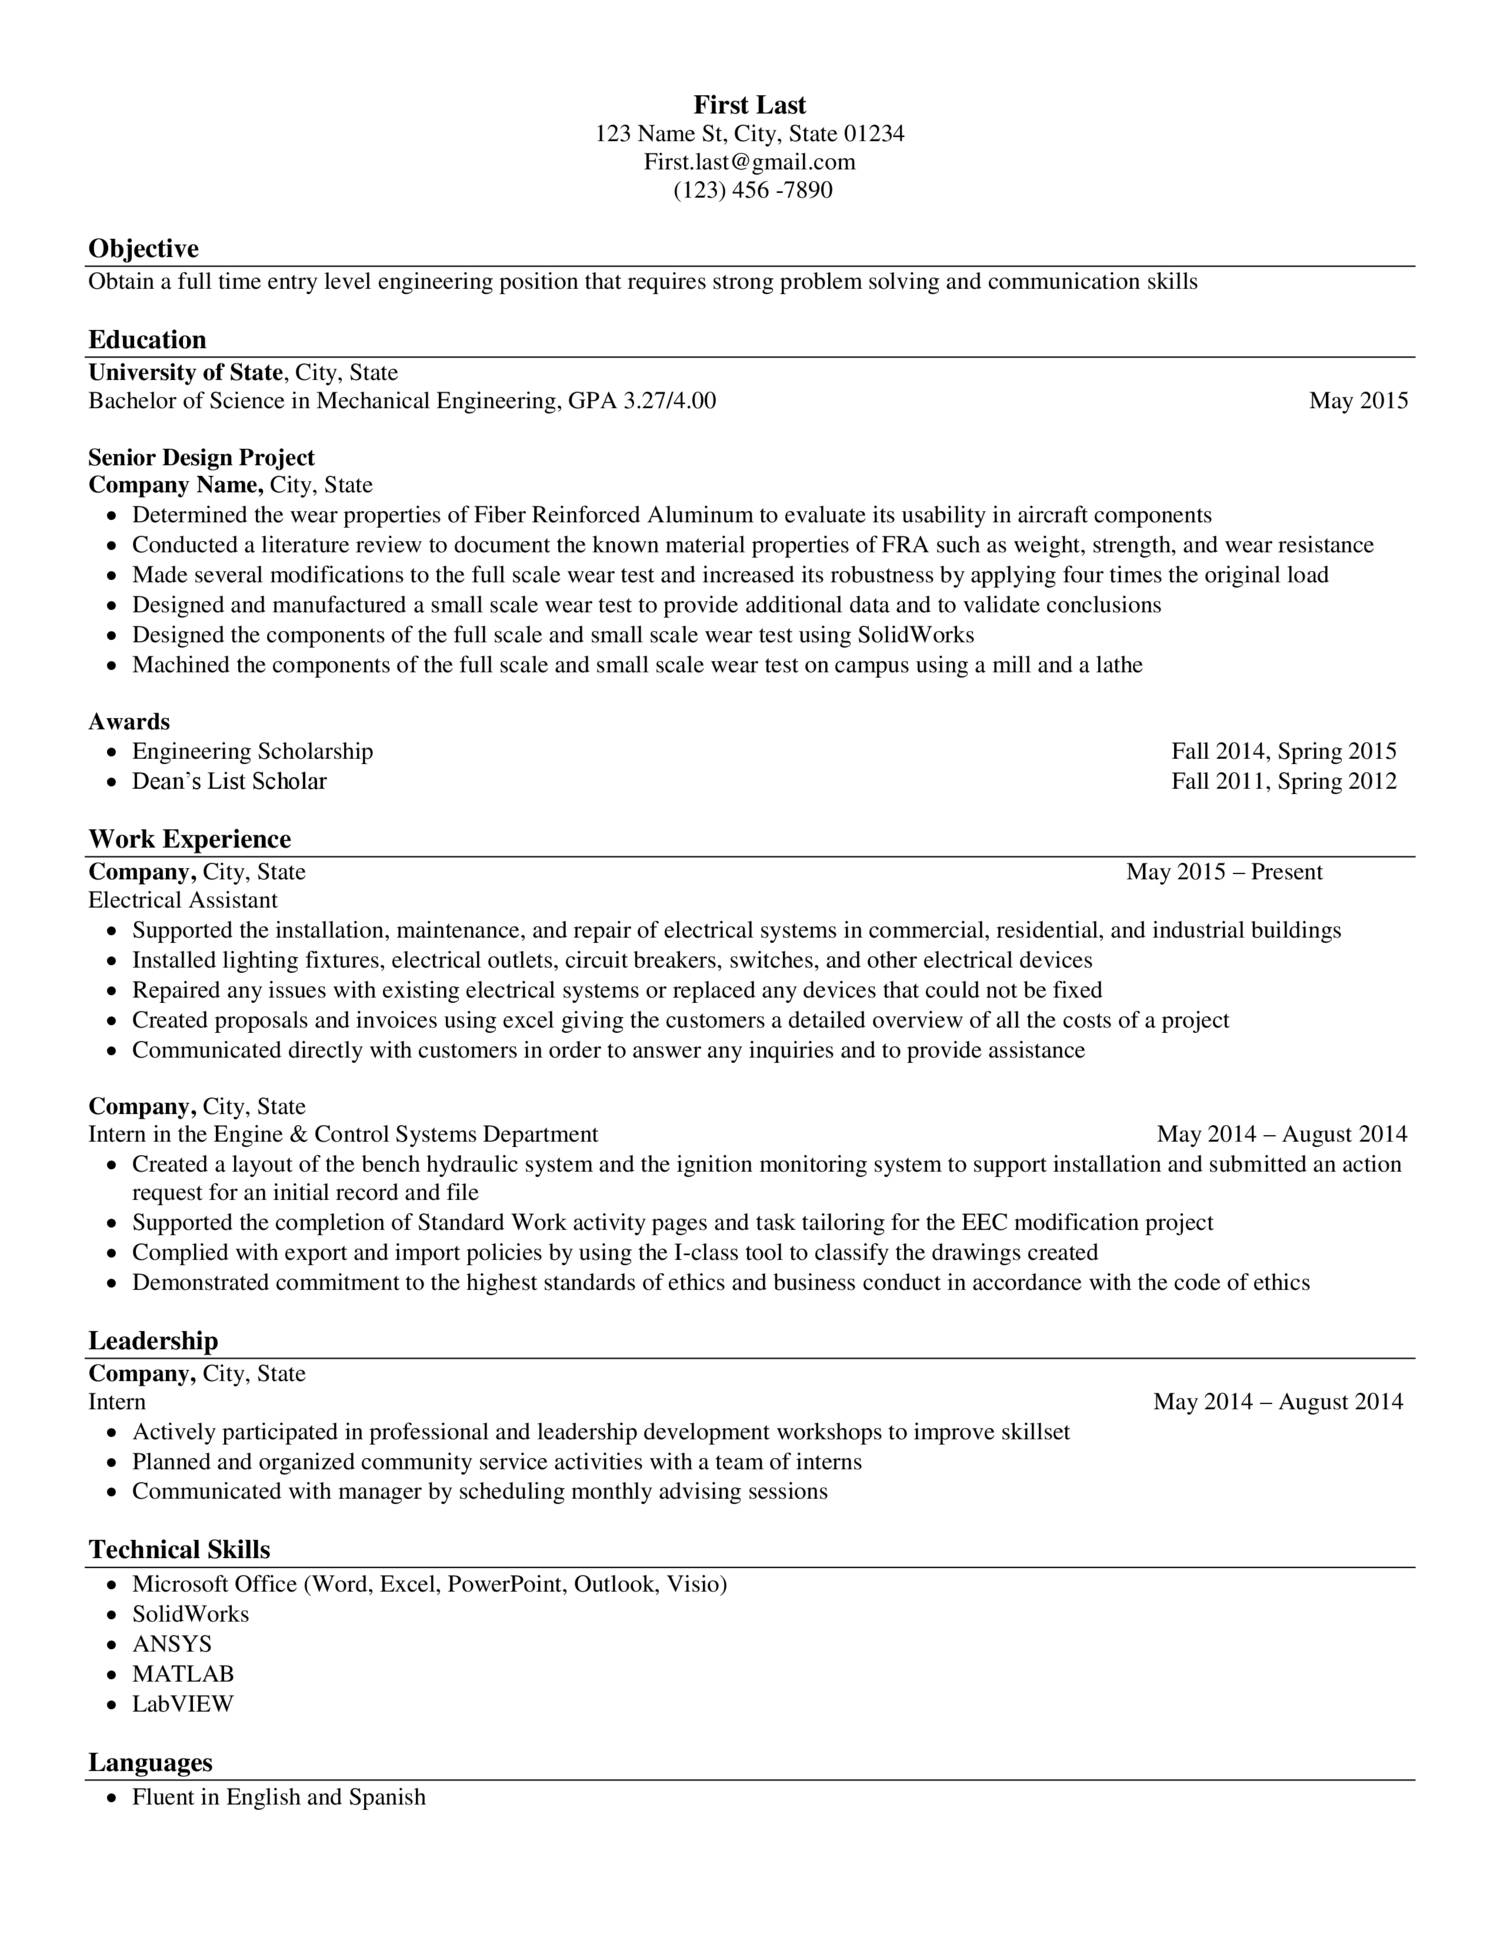 First Last
123 Name St, City, State 01234
First.last@gmail.com
(123) 456 -7890
Objective
Obtain a full time entry level engineering position that requires strong problem solving and communication skills
Education
University of State, City, State
Bachelor of Science in Mechanical Engineering, GPA 3.27/4.00 May 2015
Senior Design Project
Company Name, City, State
• Determined the wear properties of Fiber Reinforced Aluminum to evaluate its usability in aircraft components
• Conducted a literature review to document the known material properties of FRA such as weight, strength, and wear resistance
• Made several modifications to the full scale wear test and increased its robustness by applying four times the original load
• Designed and manufactured a small scale wear test to provide additional data and to validate conclusions
• Designed the components of the full scale and small scale wear test using SolidWorks
• Machined the components of the full scale and small scale wear test on campus using a mill and a lathe
Awards
• Engineering Scholarship Fall 2014, Spring 2015
• Dean’s List Scholar Fall 2011, Spring 2012
Work Experience
Company, City, State May 2015 – Present
Electrical Assistant
• Supported the installation, maintenance, and repair of electrical systems in commercial, residential, and industrial buildings
• Installed lighting fixtures, electrical outlets, circuit breakers, switches, and other electrical devices
• Repaired any issues with existing electrical systems or replaced any devices that could not be fixed
• Created proposals and invoices using excel giving the customers a detailed overview of all the costs of a project
• Communicated directly with customers in order to answer any inquiries and to provide assistance
Company, City, State
Intern in the Engine & Control Systems Department May 2014 – August 2014
• Created a layout of the bench hydraulic system and the ignition monitoring system to support installation and submitted an action
request for an initial record and file
• Supported the completion of Standard Work activity pages and task tailoring for the EEC modification project
• Complied with export and import policies by using the I-class tool to classify the drawings created
• Demonstrated commitment to the highest standards of ethics and business conduct in accordance with the code of ethics
Leadership
Company, City, State
Intern May 2014 – August 2014
• Actively participated in professional and leadership development workshops to improve skillset
• Planned and organized community service activities with a team of interns
• Communicated with manager by scheduling monthly advising sessions
Technical Skills
• Microsoft Office (Word, Excel, PowerPoint, Outlook, Visio)
• SolidWorks
• ANSYS
• MATLAB
• LabVIEW
Languages
• Fluent in English and Spanish